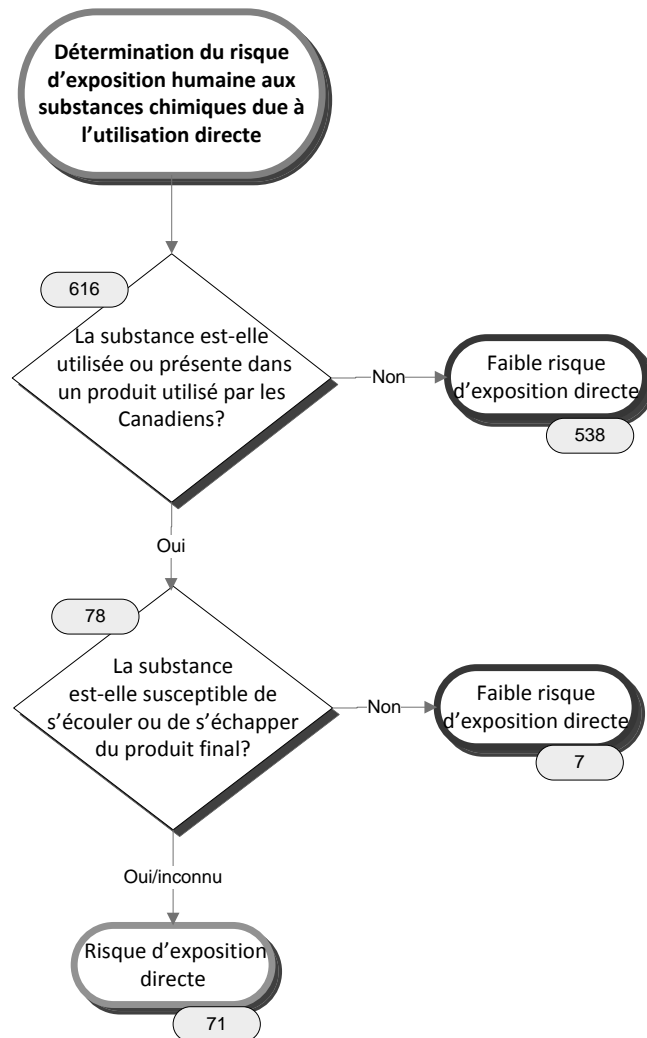 Détermination du risque
d’exposition humaine aux
substances chimiques due à
l’utilisation directe
616
La substance est-elle
utilisée ou présente dans
un produit utilisé par les
Canadiens?
Non
Faible risque
d’exposition directe
538
Oui
78
La substance
est-elle susceptible de
s’écouler ou de s’échapper
du produit final?
Non
Faible risque
d’exposition directe
7
Oui/inconnu
Risque d’exposition
directe
71